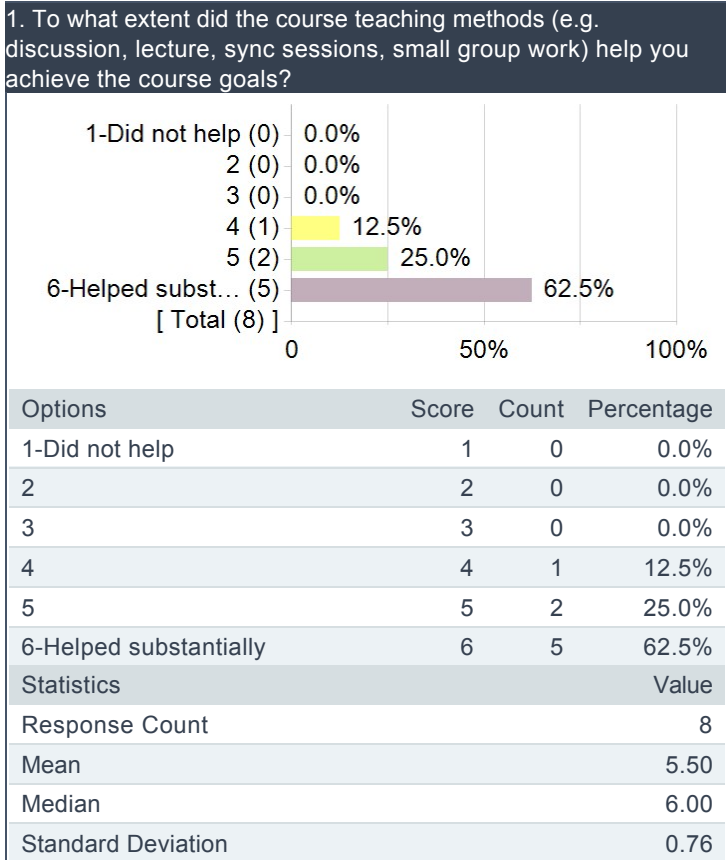 1. To what extent did the course teaching methods (e.g.
discussion, lecture, sync sessions, small group work) help you
achieve the course goals?
1-Did not help (0) 0.0%
2 (0) 0.0%
3 (0) 0.0%
4 (1) 12.5%
5 (2) 25.0%
6-Helped subst... (5) 62.5%
[ Total (8) ]
0 50% 100%
Options Score Count Percentage
1-Did not help 1 0 0.0%
2 2 0 0.0%
3 3 0 0.0%
4 4 1 12.5%
5 5 2 25.0%
6-Helped substantially 6 5 62.5%
Statistics Value
Response Count 8
Mean 5.50
Median 6.00
Standard Deviation 0.76